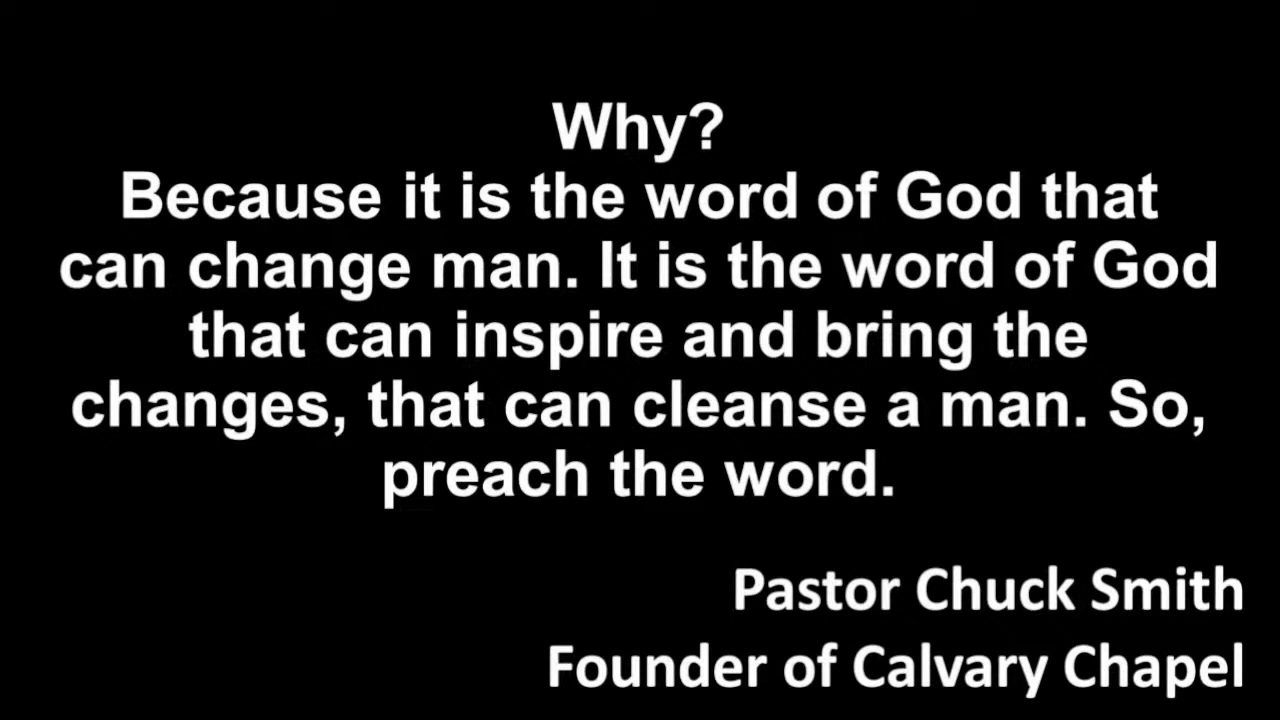 Why?
Because it is the word of God that
can change man. It is the word of God
that can inspire and bring the
changes, that can cleanse a man. So,
preach the word.
Pastor Chuck Smith
Founder of Calvary Chapel